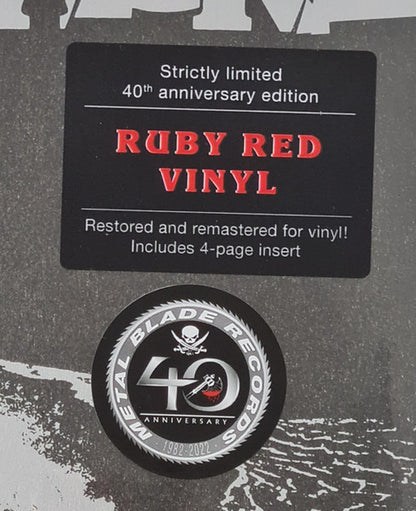 Strictly limited
40th anniversary edition
RUBY RED
VINYL
Restored and remastered for vinyl!
Includes 4-page insert
METAL BLADE RECORDS
40
ANNIVERSARY
1982-2022